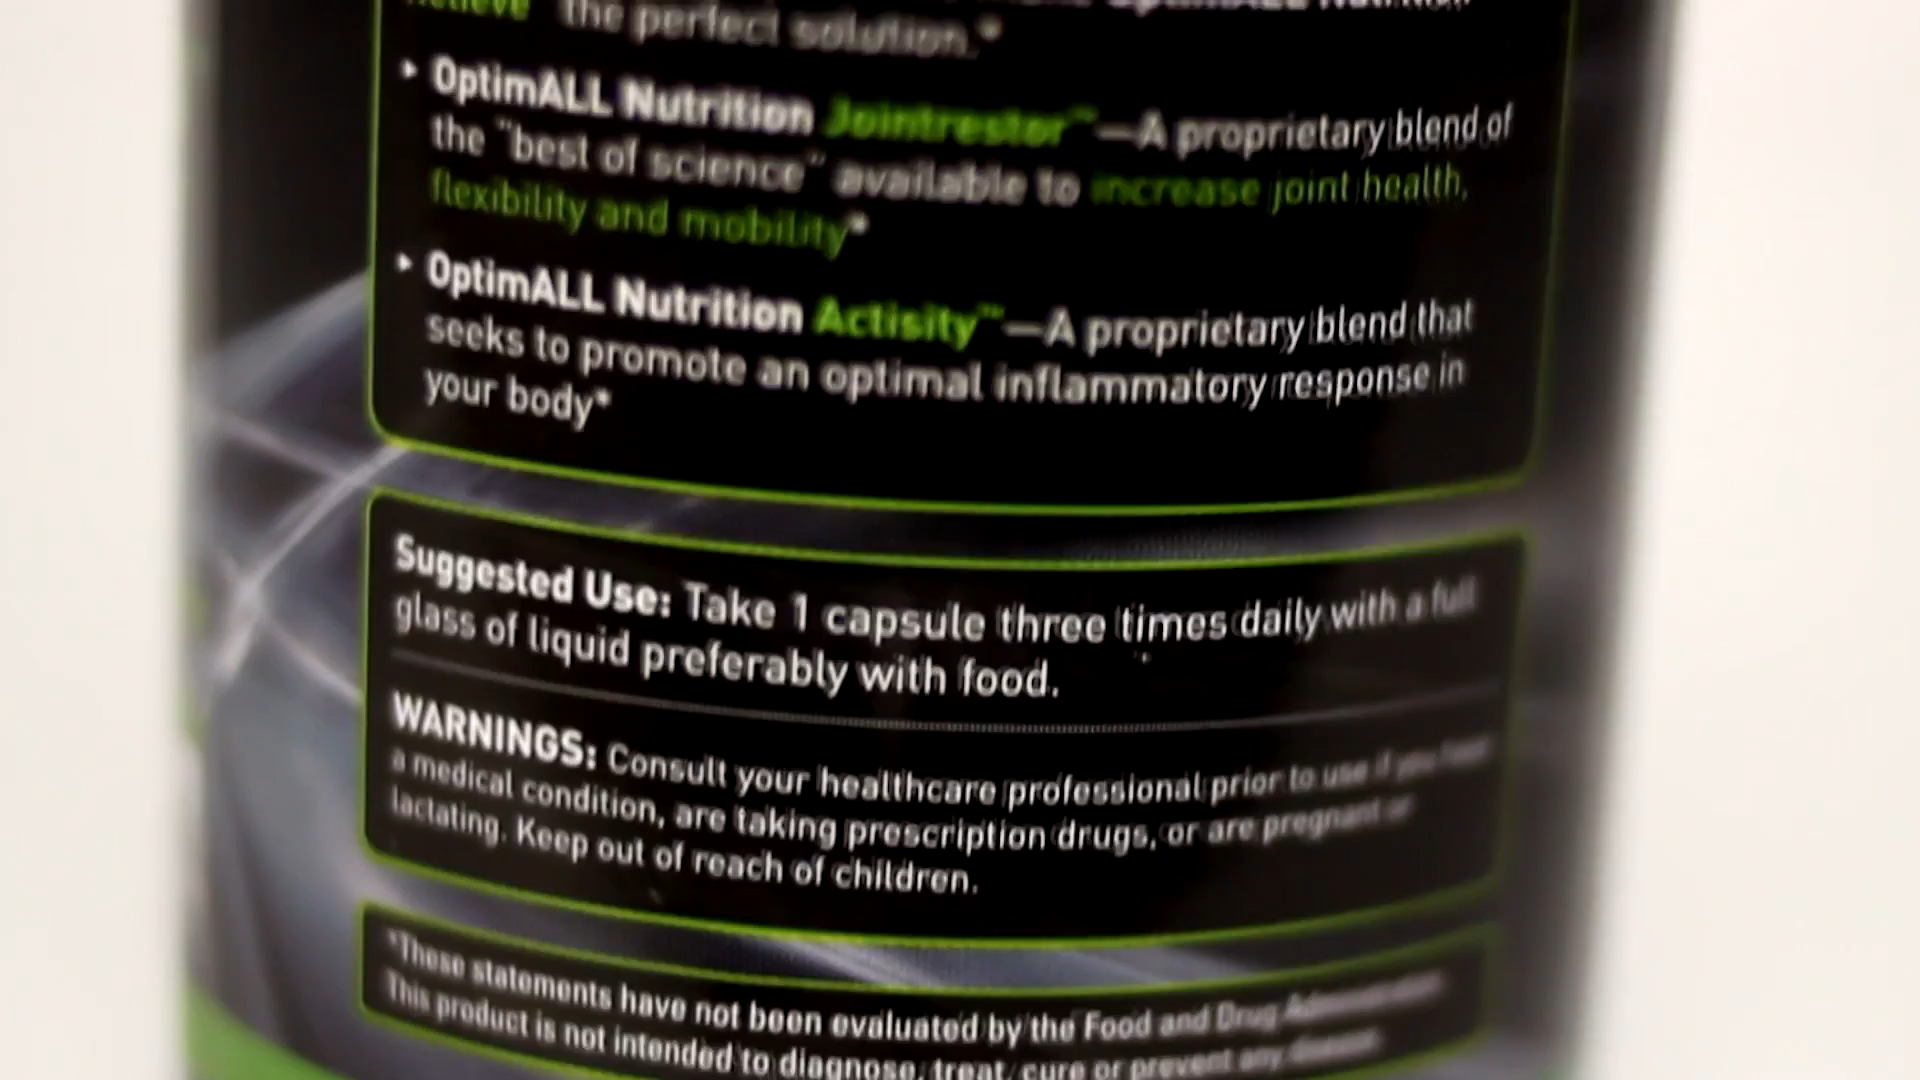 the perfect solution.*
▸ OptimALL Nutrition Jointrestor™—A proprietary blend of
the "best of science" available to increase joint health,
flexibility and mobility*
▸ OptimALL Nutrition Actisity™—A proprietary blend that
seeks to promote an optimal inflammatory response in
your body*
Suggested Use: Take 1 capsule three times daily with a full
glass of liquid preferably with food.
WARNINGS: Consult your healthcare professional prior to use if you have
a medical condition, are taking prescription drugs, or are pregnant or
lactating. Keep out of reach of children.
*These statements have not been evaluated by the Food and Drug Administration.
This product is not intended to diagnose, treat, cure or prevent any disease.